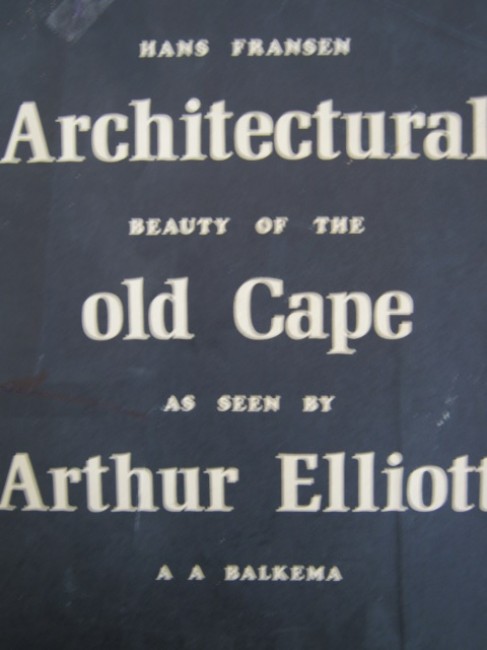 HANS FRANSEN
Architectural
BEAUTY OF THE
old Cape
AS SEEN BY
Arthur Elliott
A A BALKEMA